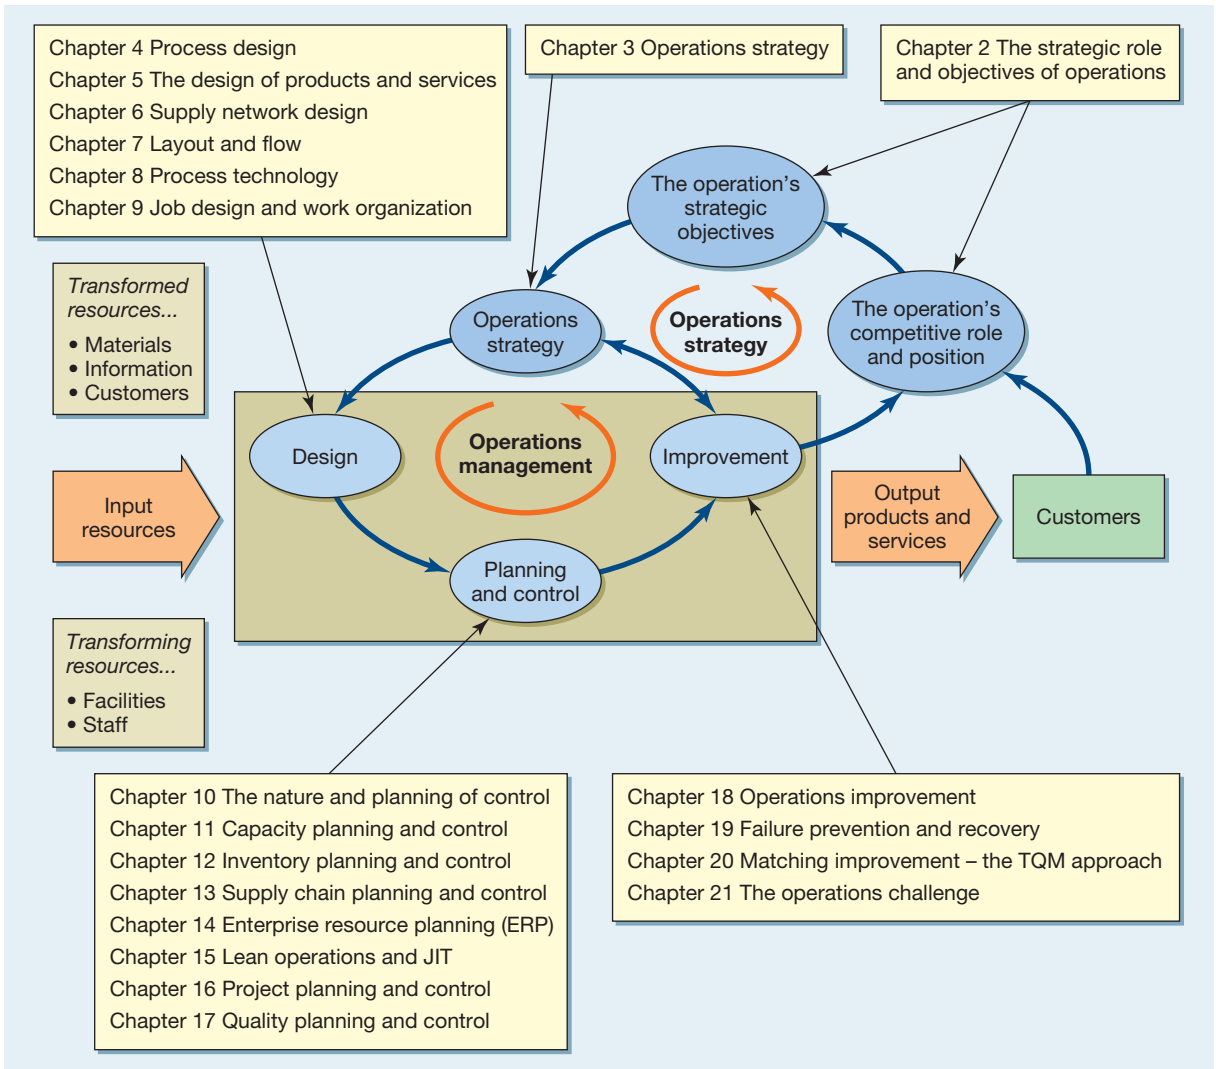 Chapter 4 Process design
Chapter 5 The design of products and services
Chapter 6 Supply network design
Chapter 7 Layout and flow
Chapter 8 Process technology
Chapter 9 Job design and work organization
Chapter 3 Operations strategy
Chapter 2 The strategic role
and objectives of operations
The operation’s
strategic
objectives
Transformed
resources...
• Materials
• Information
• Customers
Operations
strategy
Operations
strategy
The operation’s
competitive role
and position
Design
Operations
management
Improvement
Input
resources
Output
products and
services
Customers
Planning
and control
Transforming
resources...
• Facilities
• Staff
Chapter 10 The nature and planning of control
Chapter 11 Capacity planning and control
Chapter 12 Inventory planning and control
Chapter 13 Supply chain planning and control
Chapter 14 Enterprise resource planning (ERP)
Chapter 15 Lean operations and JIT
Chapter 16 Project planning and control
Chapter 17 Quality planning and control
Chapter 18 Operations improvement
Chapter 19 Failure prevention and recovery
Chapter 20 Matching improvement – the TQM approach
Chapter 21 The operations challenge